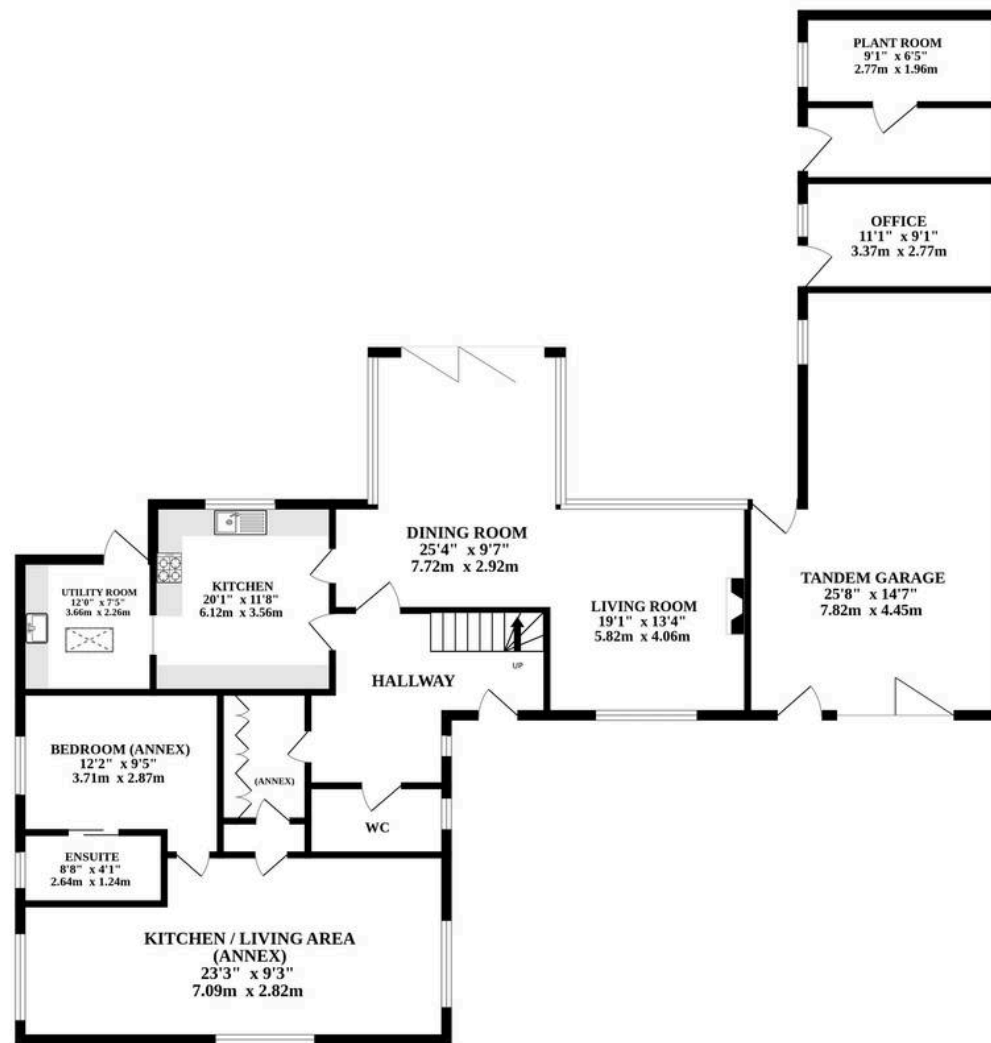 PLANT ROOM
9'1" x 6'5"
2.77m x 1.96m
OFFICE
11'1" x 9'1"
3.37m x 2.77m
DINING ROOM
25'4" x 9'7"
7.72m x 2.92m
KITCHEN
20'1" x 11'8"
6.12m x 3.56m
UTILITY ROOM
12'0" x 7'5"
3.66m x 2.26m
LIVING ROOM
19'1" x 13'4"
5.82m x 4.06m
TANDEM GARAGE
25'8" x 14'7"
7.82m x 4.45m
UP
HALLWAY
BEDROOM (ANNEX)
12'2" x 9'5"
3.71m x 2.87m
(ANNEX)
WC
ENSUITE
8'8" x 4'1"
2.64m x 1.24m
KITCHEN / LIVING AREA
(ANNEX)
23'3" x 9'3"
7.09m x 2.82m